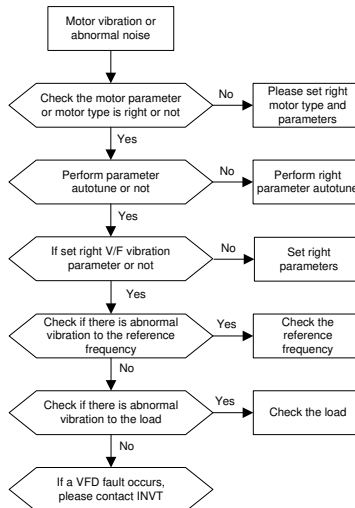 Motor vibration or
abnormal noise
Check the motor parameter
or motor type is right or not
No
Please set right
motor type and
parameters
Yes
Perform parameter
autotune or not
No
Perform right
parameter autotune
Yes
If set right V/F vibration
parameter or not
No
Set right
parameters
Yes
Check if there is abnormal
vibration to the reference
frequency
Yes
Check the
reference
frequency
No
Check if there is abnormal
vibration to the load
Yes
Check the load
No
If a VFD fault occurs,
please contact INVT